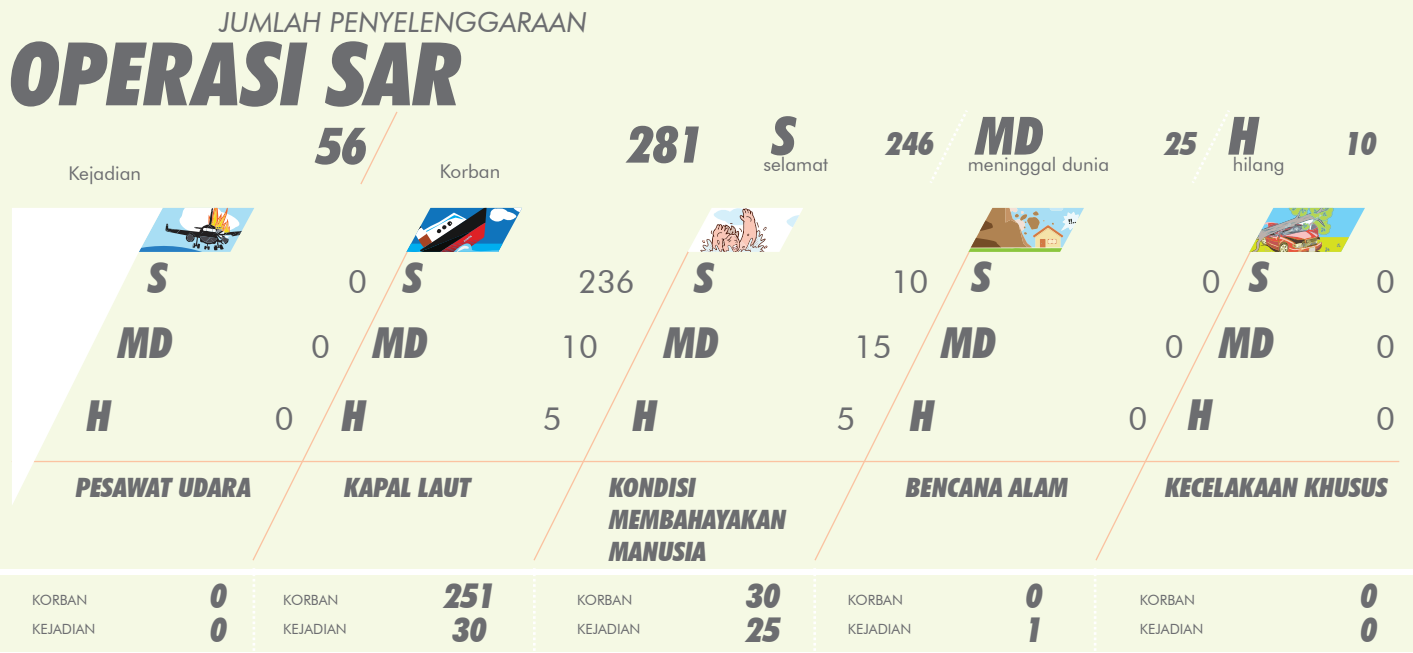 JUMLAH PENYELENGGARAAN
OPERASI SAR
Kejadian 56 Korban 281 S selamat 246 MD meninggal dunia 25 H hilang 10
S 0 S 236 S 10 S 0 S 0
MD 0 MD 10 MD 15 MD 0 MD 0
H 0 H 5 H 5 H 0 H 0
PESAWAT UDARA KAPAL LAUT KONDISI BENCANA ALAM KECELAKAAN KHUSUS
MEMBAHAYAKAN
MANUSIA
KORBAN 0 KORBAN 251 KORBAN 30 KORBAN 0 KORBAN 0
KEJADIAN 0 KEJADIAN 30 KEJADIAN 25 KEJADIAN 1 KEJADIAN 0